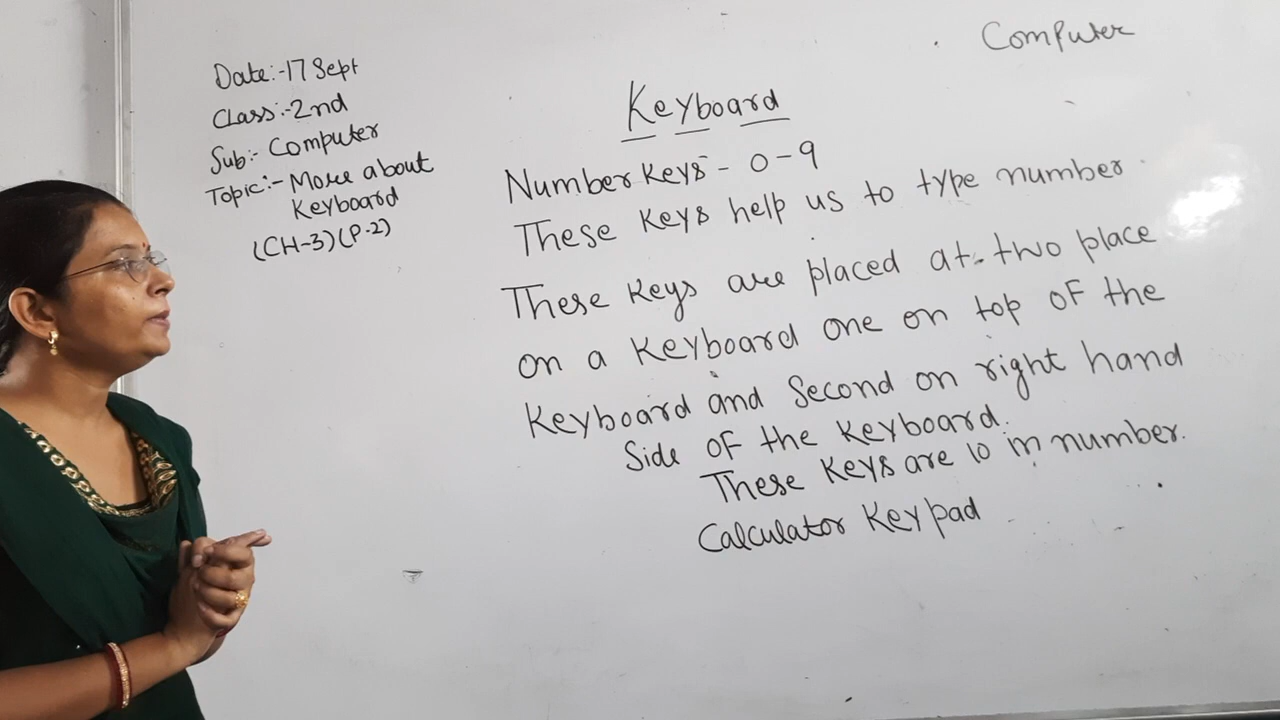 Computer
Date:-17 Sept
Class:-2nd
Sub:- Computer
Topic:- More about
Keyboard
(CH-3)(P-2)
Keyboard
Number Keys - 0-9
These Keys help us to type number
These Keys are placed at two place
on a Keyboard one on top of the
Keyboard and Second on right hand
Side of the Keyboard.
These Keys are 10 in number.
Calculator Keypad